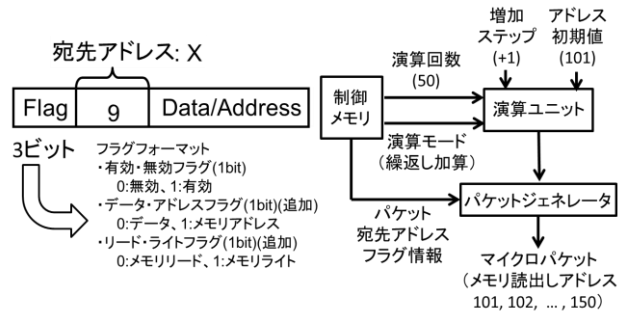 宛先アドレス: X
Flag 9 Data/Address
3ビット
フラグフォーマット
・有効・無効フラグ(1bit)
0:無効、1:有効
・データ・アドレスフラグ(1bit)(追加)
0:データ、1:メモリアドレス
・リード・ライトフラグ(1bit)(追加)
0:メモリリード、1:メモリライト
制御
メモリ
演算回数
(50)
演算モード
(繰返し加算)
増加
ステップ
(+1)
アドレス
初期値
(101)
演算ユニット
パケット
宛先アドレス
フラグ情報
パケットジェネレータ
マイクロパケット
(メモリ読出しアドレス
101, 102, … , 150)